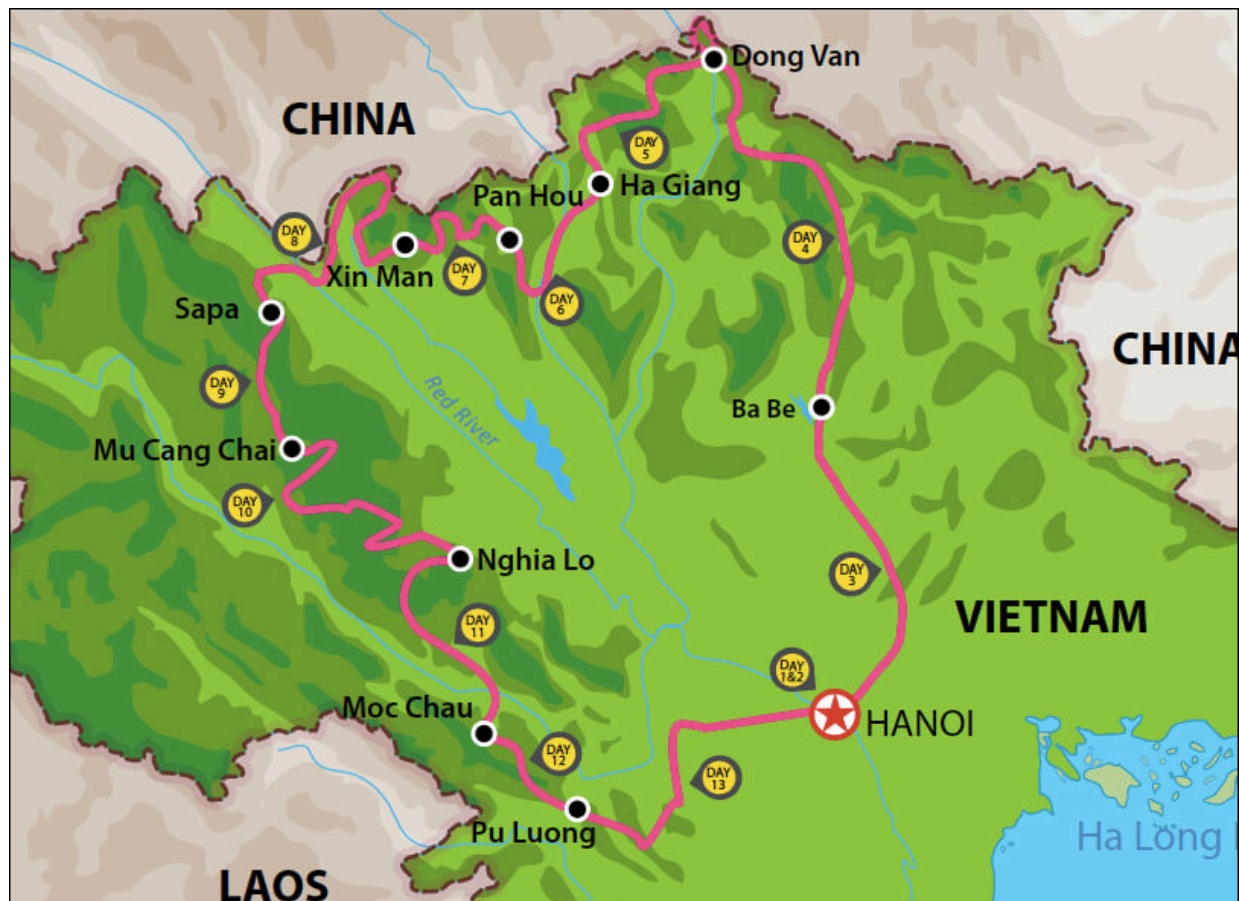 Dong Van
CHINA
DAY
5
Pan Hou
Ha Giang
DAY
8
DAY
4
Xin Man
DAY
7
DAY
6
Sapa
CHINA
DAY
9
Red River
Ba Be
Mu Cang Chai
DAY
10
Nghia Lo
DAY
3
DAY
11
VIETNAM
DAY
1&2
Moc Chau
HANOI
DAY
12
DAY
13
Pu Luong
Ha Long
LAOS